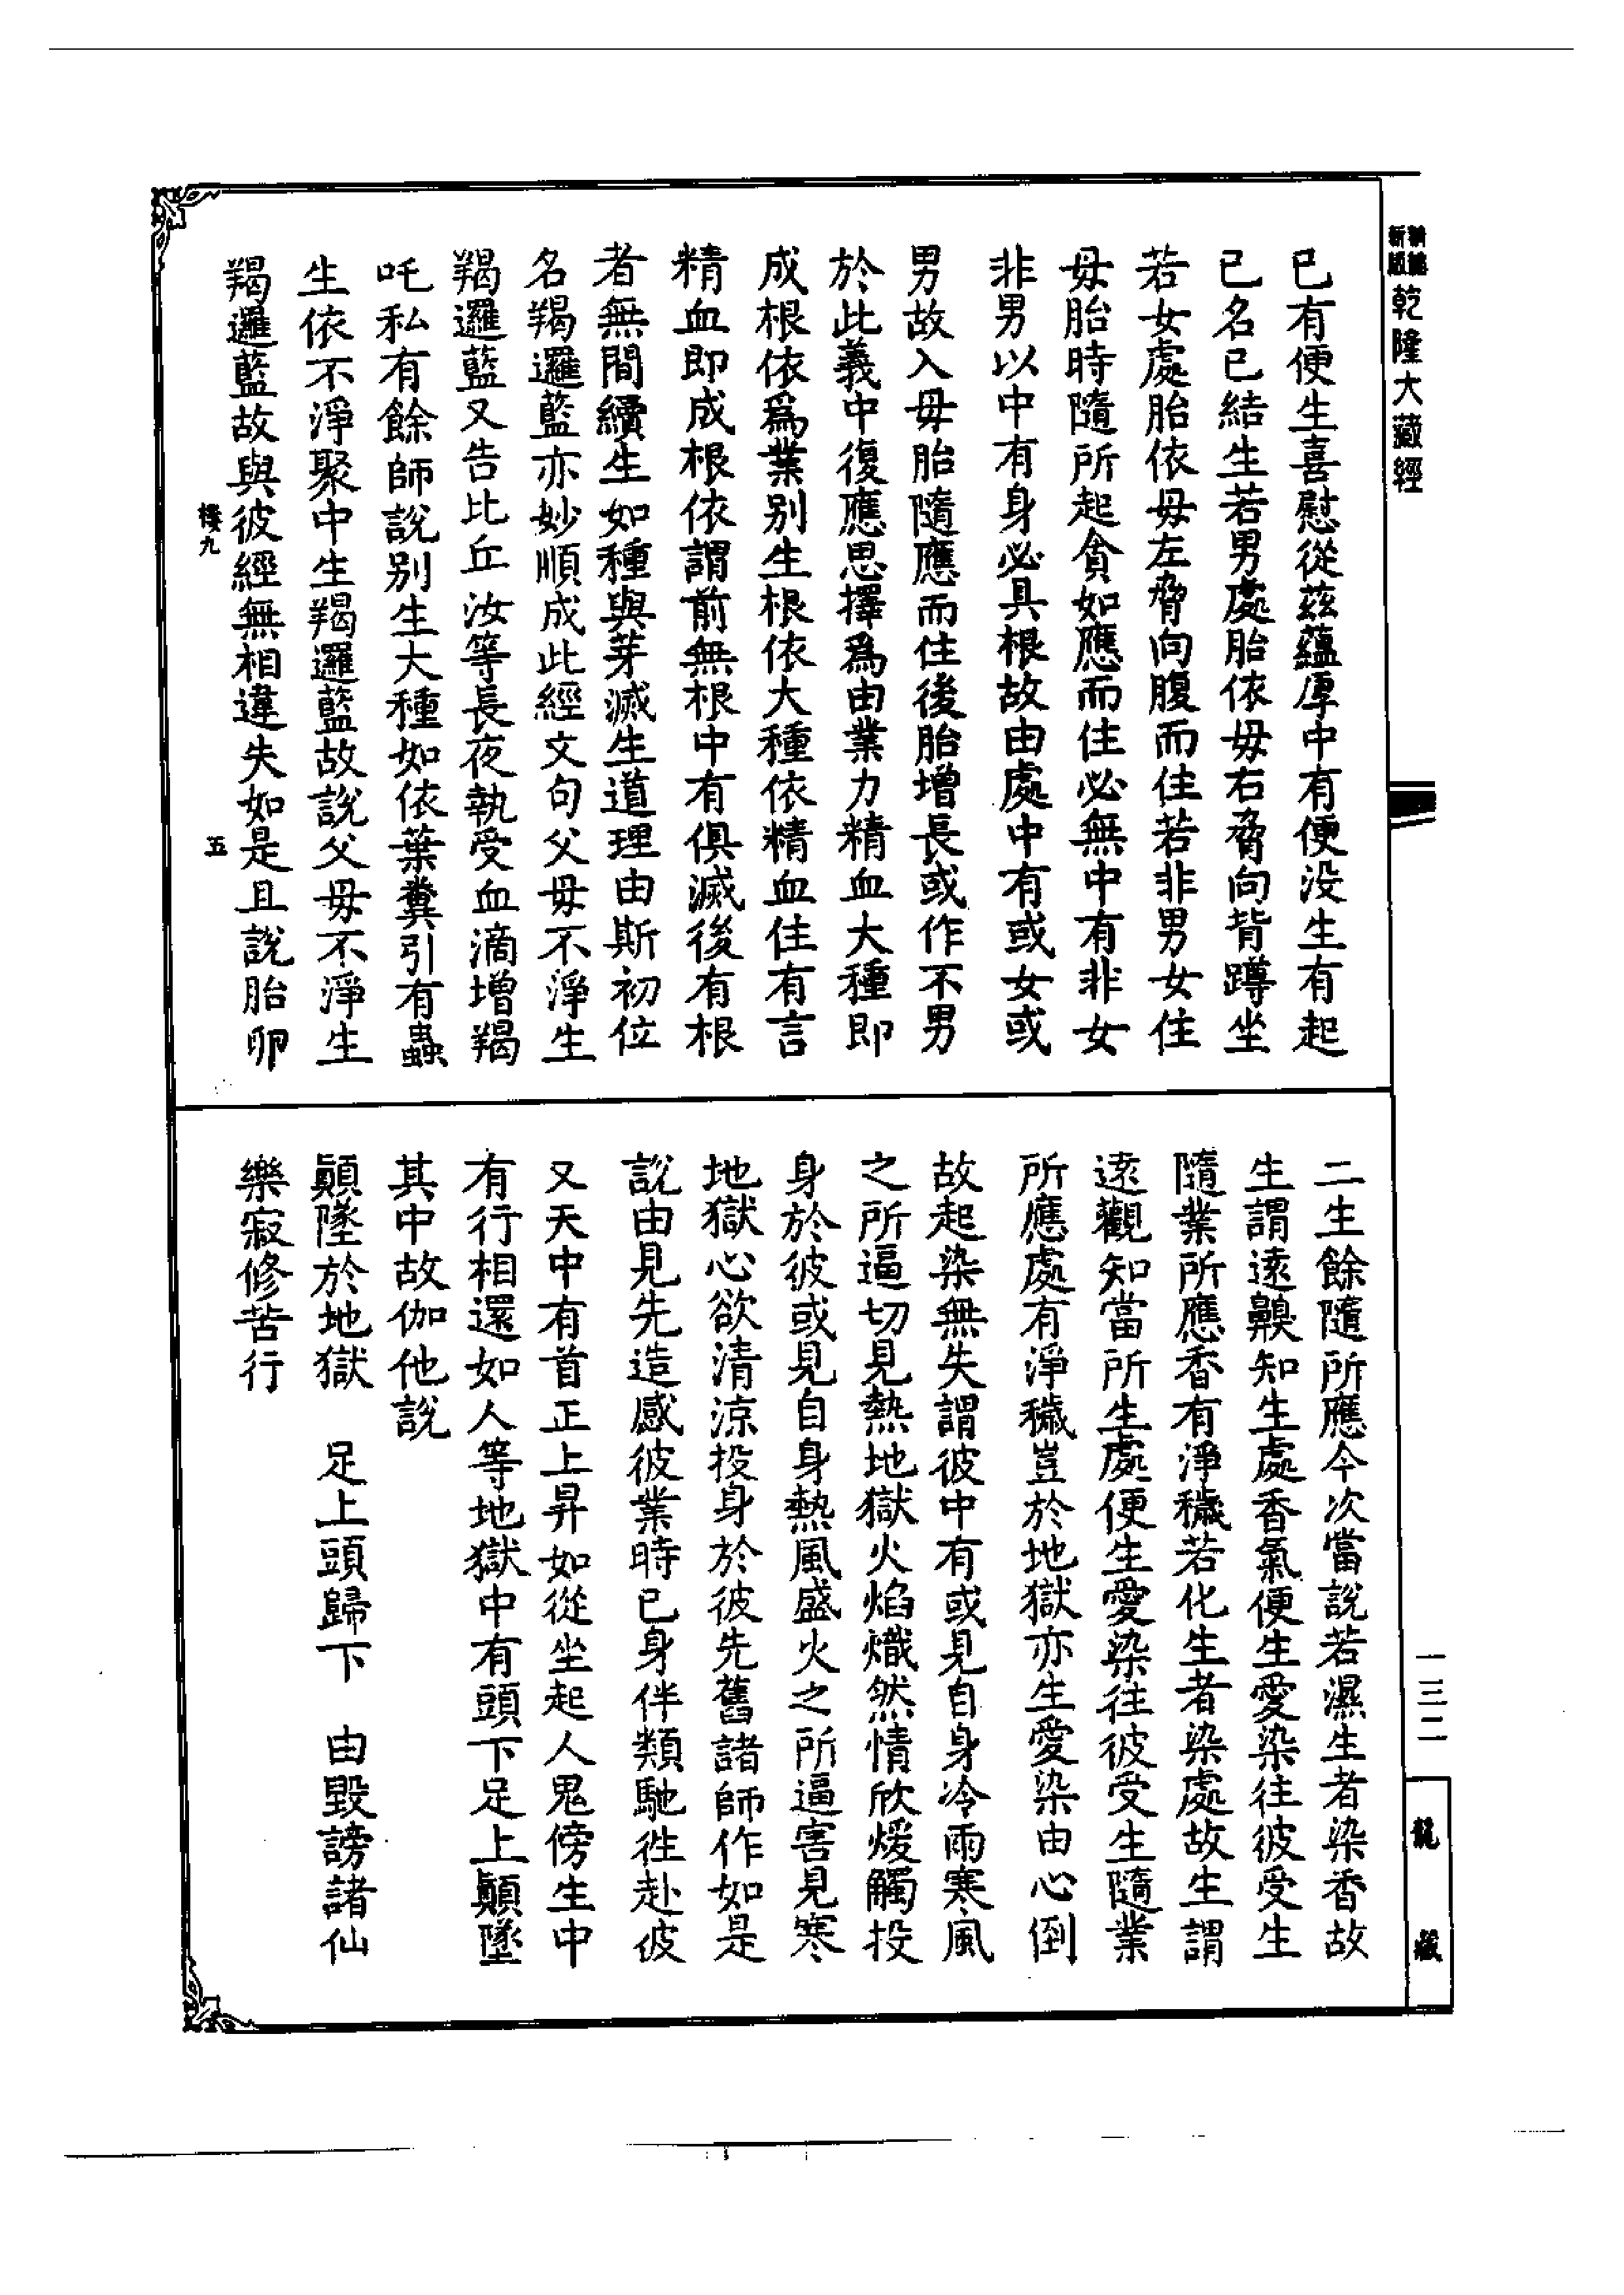 新編
新版
乾隆大藏經
已有便生喜慰從茲蘊厚中有便没生有起
已名已結生若男處胎依母右脅向背蹲坐
若女處胎依母左脅向腹而住若非男女住
母胎時隨所起貪如應而住必無中有非女
非男以中有身必具根故由處中有或女或
男故入母胎隨應而住後胎增長或作不男
於此義中復應思擇爲由業力精血大種即
成根依爲業别生根依大種依精血住有言
精血即成根依謂前無根中有俱滅後有根
者無間續生如種與芽滅生道理由斯初位
名羯邏藍亦妙順成此經文句父母不淨生
羯邏藍又告比丘汝等長夜執受血滴增羯
吒私有餘師說别生大種如依葉糞引有蟲
生依不淨聚中生羯邏藍故說父母不淨生
羯邏藍故與彼經無相違失如是且說胎卵
樓九
五
二生餘隨所應今次當說若濕生者染香故
生謂遠齅知生處香氣便生愛染往彼受生
隨業所應香有淨穢若化生者染處故生謂
遠觀知當所生處便生愛染往彼受生隨業
所應處有淨穢豈於地獄亦生愛染由心倒
故起染無失謂彼中有或見自身冷雨寒風
之所逼切見熱地獄火焰熾然情欣煖觸投
身於彼或見自身熱風盛火之所逼害見寒
地獄心欲清涼投身於彼先舊諸師作如是
說由見先造感彼業時已身伴類馳徃赴彼
又天中有首正上昇如從坐起人鬼傍生中
有行相還如人等地獄中有頭下足上顚墜
其中故伽他說
顚墜於地獄　足上頭歸下　由毀謗諸仙
樂寂修苦行
一三二
龍藏